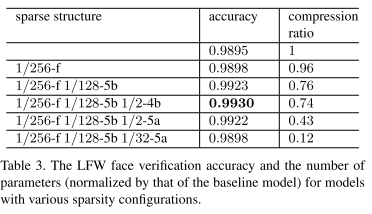 sparse structure accuracy compression ratio
0.9895 1
1/256-f 0.9898 0.96
1/256-f 1/128-5b 0.9923 0.76
1/256-f 1/128-5b 1/2-4b 0.9930 0.74
1/256-f 1/128-5b 1/2-5a 0.9922 0.43
1/256-f 1/128-5b 1/32-5a 0.9898 0.12
Table 3. The LFW face verification accuracy and the number of
parameters (normalized by that of the baseline model) for models
with various sparsity configurations.